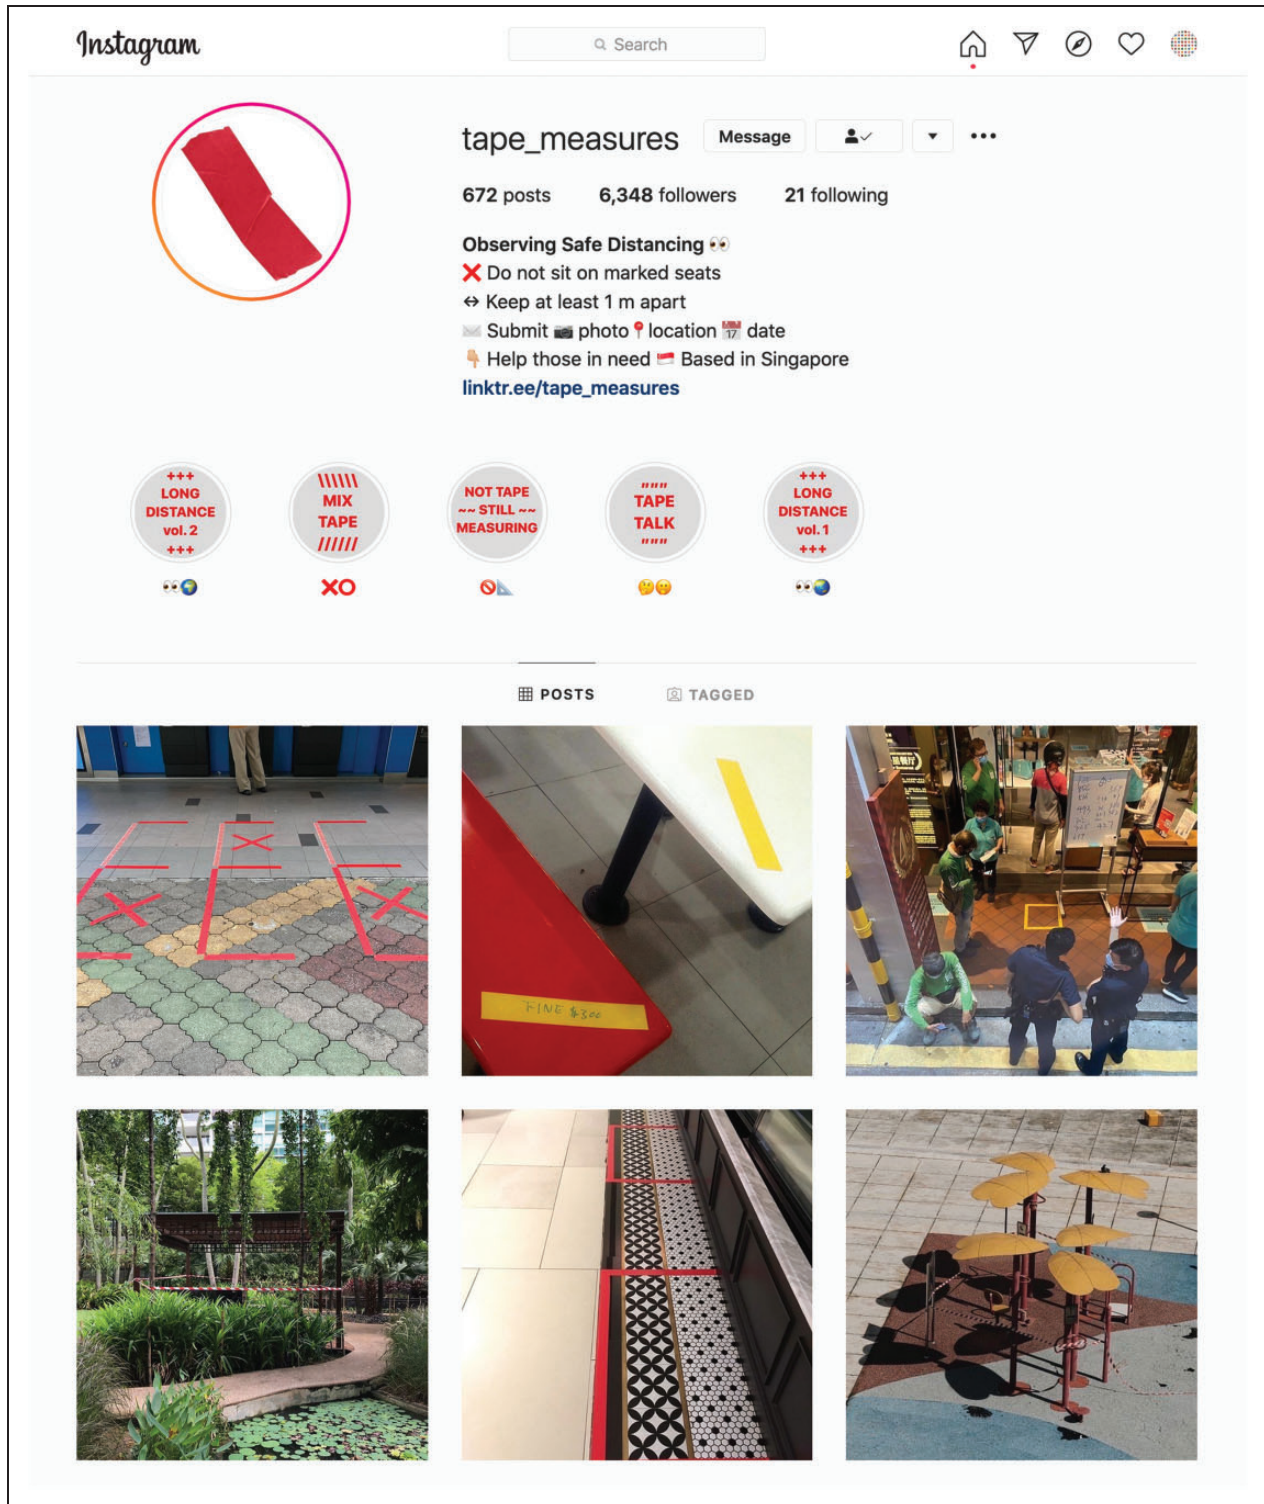 Instagram
Search
tape_measures Message
672 posts 6,348 followers 21 following
Observing Safe Distancing 👀
❌ Do not sit on marked seats
↔ Keep at least 1 m apart
✉ Submit 📷 photo📍location 📅 date
👇🏼 Help those in need 🇸🇬 Based in Singapore
linktr.ee/tape_measures
+++
LONG
DISTANCE
vol. 2
+++
\\\\\\
MIX
TAPE
//////
NOT TAPE
~~ STILL ~~
MEASURING
"""
TAPE
TALK
"""
+++
LONG
DISTANCE
vol. 1
+++
POSTS TAGGED
FINE $300